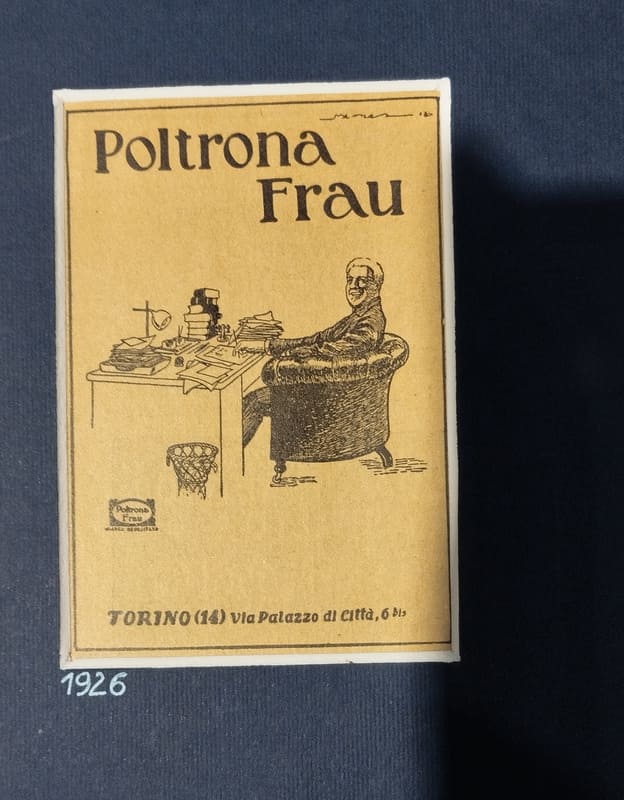 Poltrona
Frau
Poltrona
Frau
TORINO (14) Via Palazzo di Città, 6 bis
1926